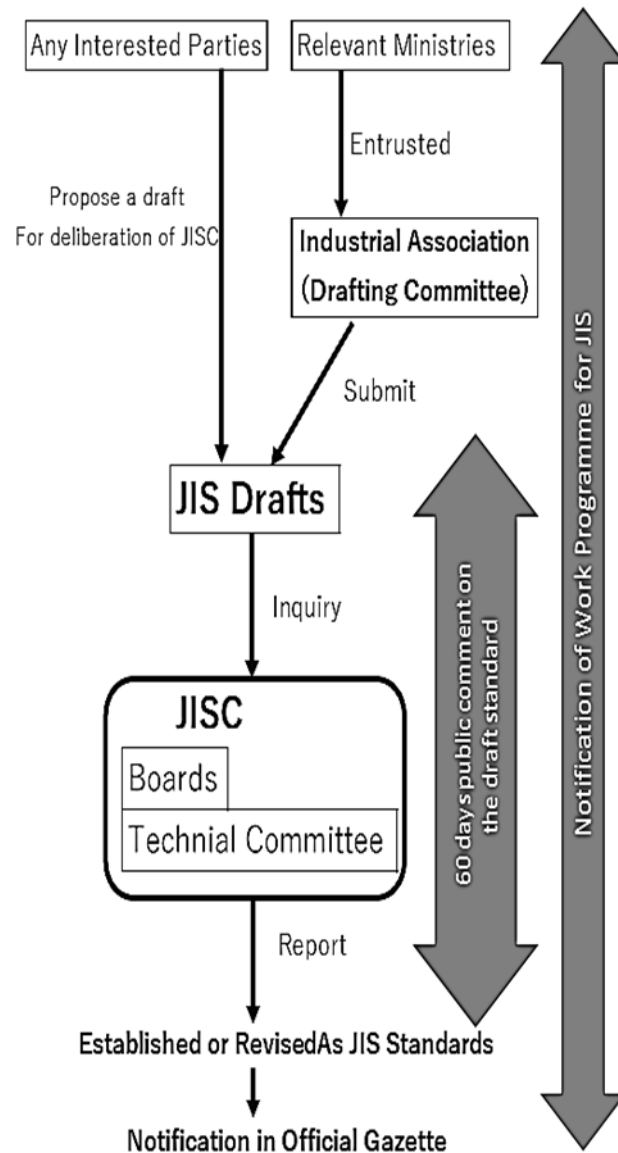 Any Interested Parties
Relevant Ministries
Entrusted
Propose a draft
For deliberation of JISC
Industrial Association
(Drafting Committee)
Submit
JIS Drafts
Inquiry
JISC
Boards
Technial Committee
Report
Established or RevisedAs JIS Standards
Notification in Official Gazette
60 days public comment on
the draft standard
Notification of Work Programme for JIS